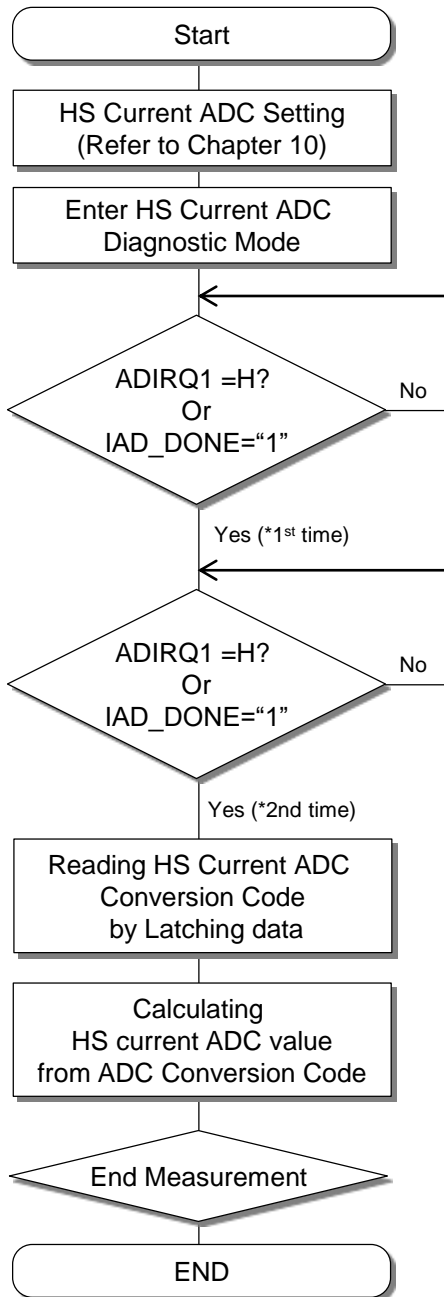 Start
HS Current ADC Setting
(Refer to Chapter 10)
Enter HS Current ADC
Diagnostic Mode
ADIRQ1 =H?
Or
IAD_DONE=“1”
No
Yes (*1st time)
ADIRQ1 =H?
Or
IAD_DONE=“1”
No
Yes (*2nd time)
Reading HS Current ADC
Conversion Code
by Latching data
Calculating
HS current ADC value
from ADC Conversion Code
End Measurement
END